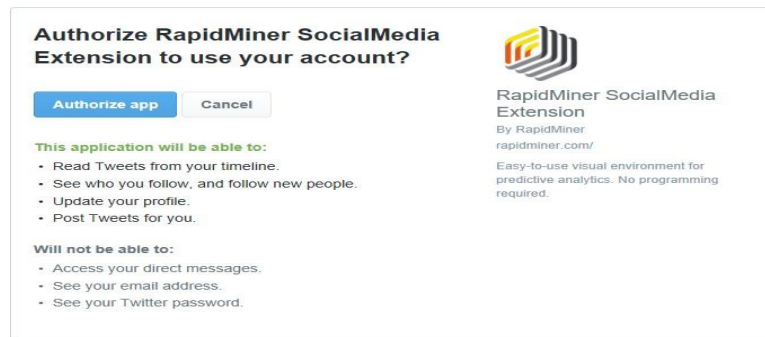 Authorize RapidMiner SocialMedia
Extension to use your account?
Authorize app
Cancel
This application will be able to:
• Read Tweets from your timeline.
• See who you follow, and follow new people.
• Update your profile.
• Post Tweets for you.
Will not be able to:
• Access your direct messages.
• See your email address.
• See your Twitter password.
RapidMiner SocialMedia
Extension
By RapidMiner
rapidminer.com/
Easy-to-use visual environment for
predictive analytics. No programming
required.